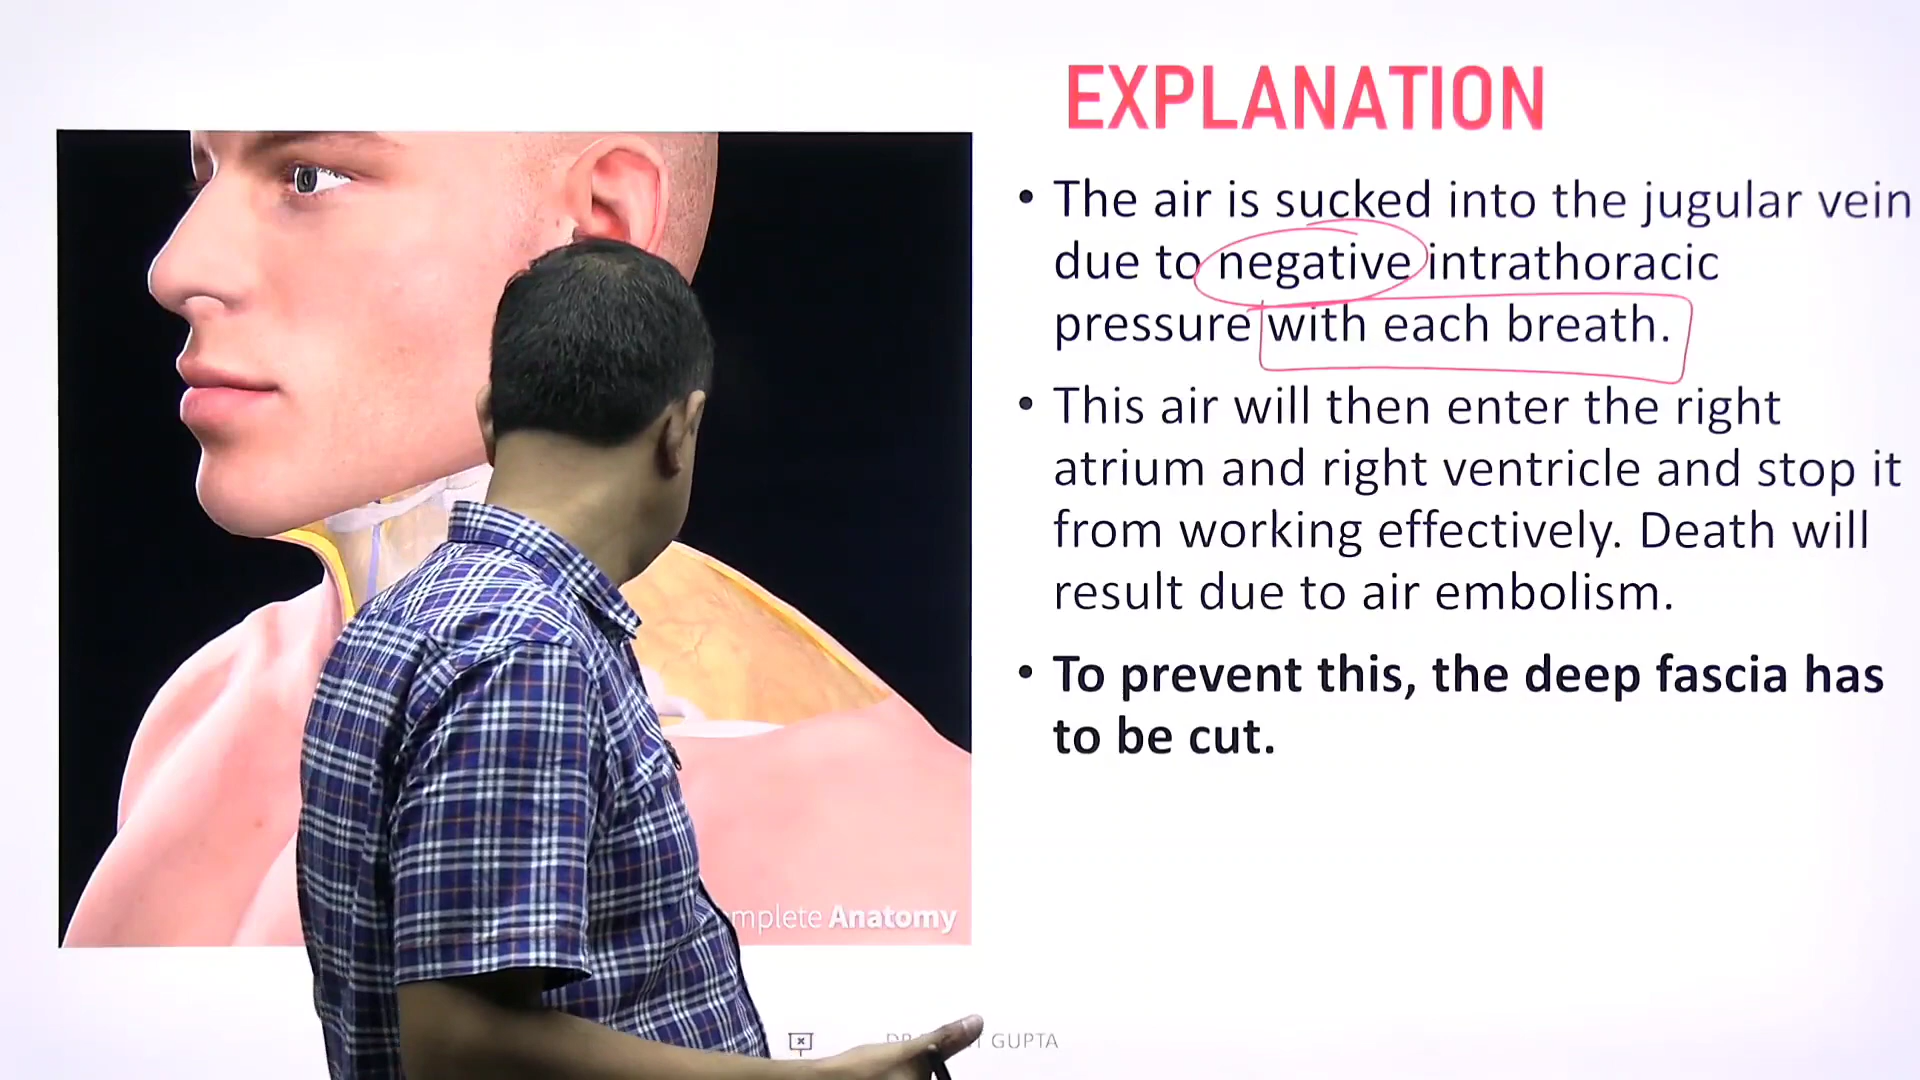 EXPLANATION
• The air is sucked into the jugular vein
due to negative intrathoracic
pressure with each breath.
• This air will then enter the right
atrium and right ventricle and stop it
from working effectively. Death will
result due to air embolism.
• To prevent this, the deep fascia has
to be cut.
Anatomy
GUPTA